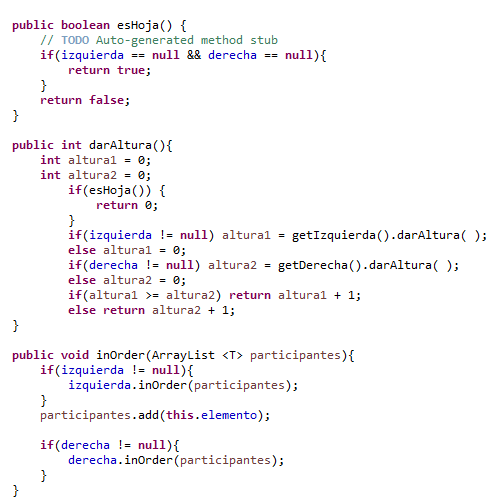 public boolean esHoja() {
// TODO Auto-generated method stub
if(izquierda == null && derecha == null){
return true;
}
return false;
}
public int darAltura(){
int altura1 = 0;
int altura2 = 0;
if(esHoja()) {
return 0;
}
if(izquierda != null) altura1 = getIzquierda().darAltura( );
else altura1 = 0;
if(derecha != null) altura2 = getDerecha().darAltura( );
else altura2 = 0;
if(altura1 >= altura2) return altura1 + 1;
else return altura2 + 1;
}
public void inOrder(ArrayList <T> participantes){
if(izquierda != null){
izquierda.inOrder(participantes);
}
participantes.add(this.elemento);
if(derecha != null){
derecha.inOrder(participantes);
}
}